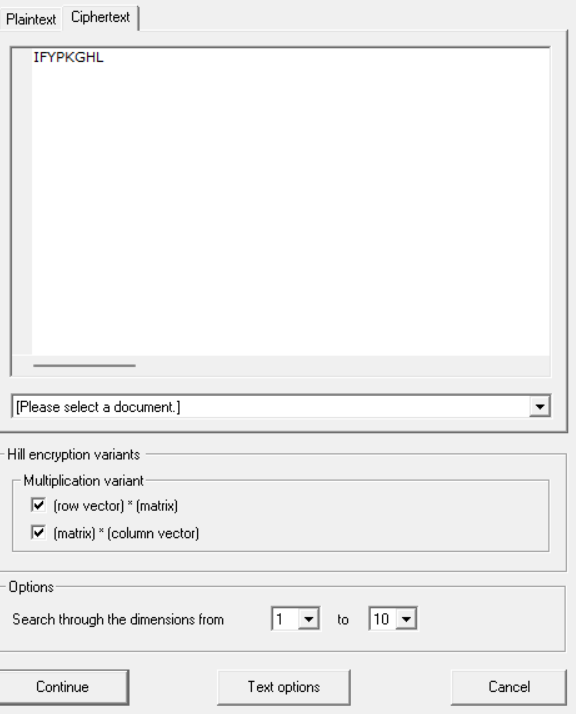 Plaintext Ciphertext
IFYPKGHL
[Please select a document.]
Hill encryption variants
Multiplication variant
(row vector) * (matrix)
(matrix) * (column vector)
Options
Search through the dimensions from 1 to 10
Continue Text options Cancel